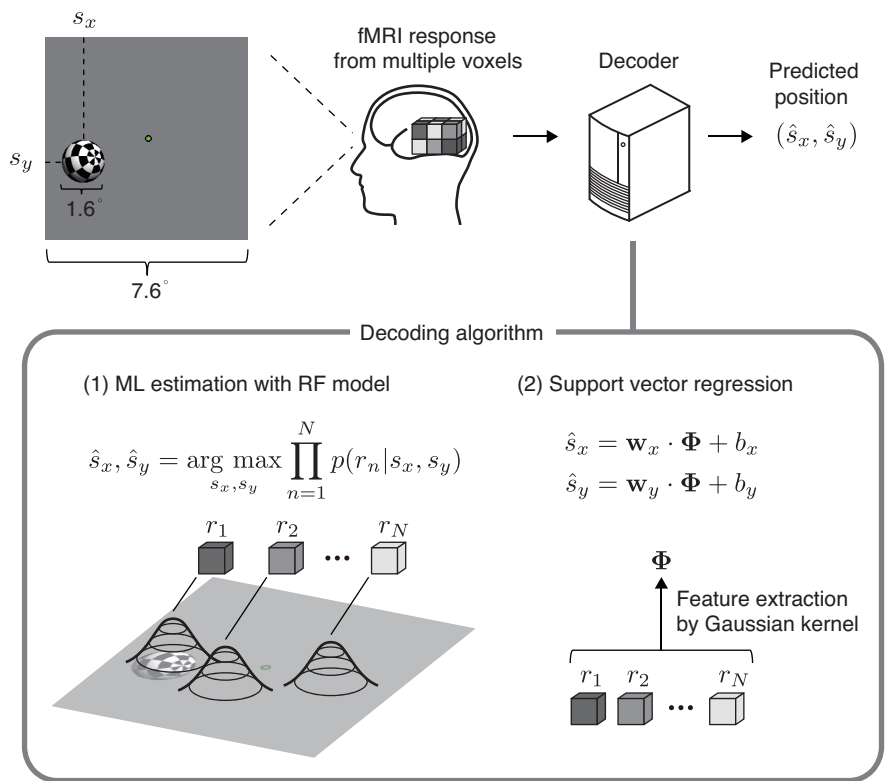 s_x
fMRI response
from multiple voxels
Decoder
Predicted
position
(ŝ_x, ŝ_y)
s_y
1.6°
7.6°
Decoding algorithm
(1) ML estimation with RF model
ŝ_x, ŝ_y = arg max_{s_x, s_y} ∏_{n=1}^{N} p(r_n|s_x, s_y)
r_1 r_2 ••• r_N
(2) Support vector regression
ŝ_x = w_x · Φ + b_x
ŝ_y = w_y · Φ + b_y
Φ
Feature extraction
by Gaussian kernel
r_1 r_2 ••• r_N